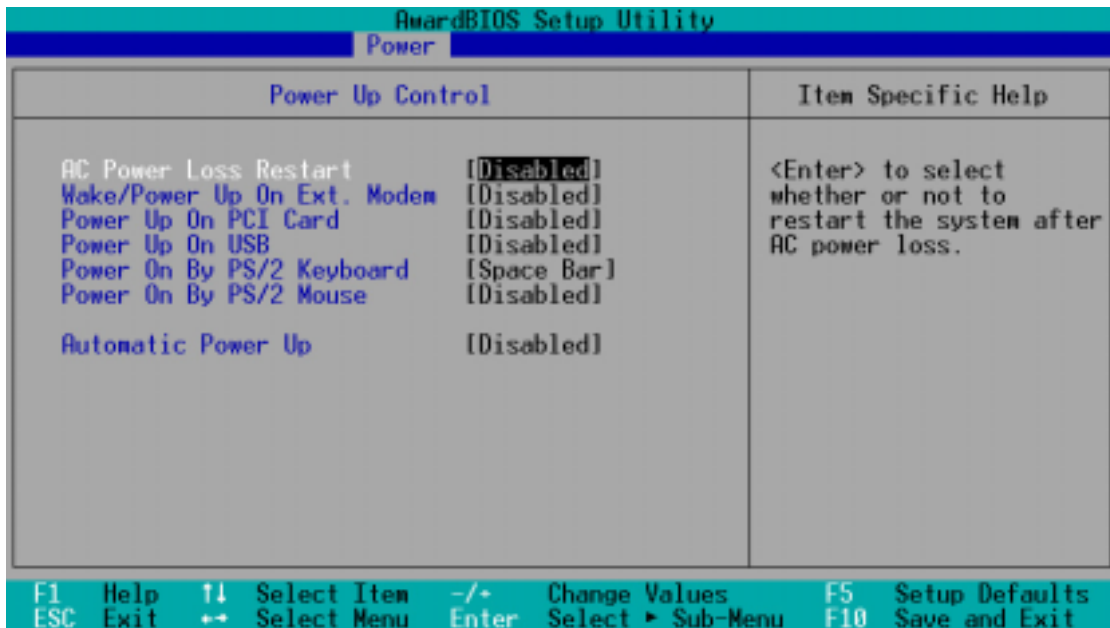 AwardBIOS Setup Utility
Power
Power Up Control
Item Specific Help
AC Power Loss Restart [Disabled]
Wake/Power Up On Ext. Modem [Disabled]
Power Up On PCI Card [Disabled]
Power Up On USB [Disabled]
Power On By PS/2 Keyboard [Space Bar]
Power On By PS/2 Mouse [Disabled]
Automatic Power Up [Disabled]
<Enter> to select
whether or not to
restart the system after
AC power loss.
F1 Help ↑↓ Select Item -/+ Change Values F5 Setup Defaults
ESC Exit ←→ Select Menu Enter Select ► Sub-Menu F10 Save and Exit